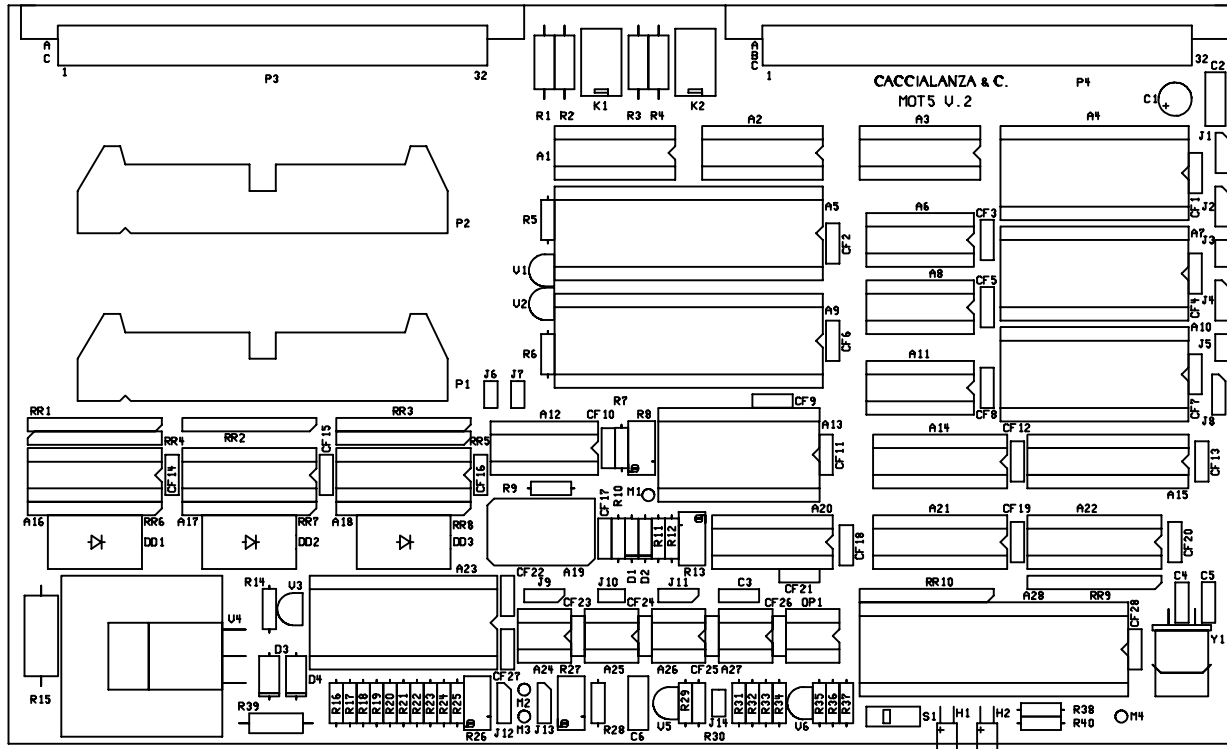 A
C
1
P3
32
A
B
C
1
32
CACCIALANZA & C.
MOT5 V.2
P4
C2
C1
+
K1
K2
R1 R2
R3 R4
A1
A2
A3
A4
J1
P2
R5
A5
CF2
A6
CF3
CF1
J2
A7
J3
V1
V2
A8
CF5
CF4
J4
A9
CF6
R6
A10
J5
A11
CF8
CF7
J8
P1
J6 J7
RR1
RR2
RR3
RR4
CF15
RR5
A12
CF10
R7
R8
CF9
A13
CF11
A14
CF12
CF13
A15
CF14
CF16
R9
M1
A16
RR6
A17
RR7
A18
RR8
DD1
DD2
DD3
CF17
R10
R11
R12
R13
D1
D2
CF22
A19
A20
CF18
A21
CF19
A22
CF20
CF21
A23
J9
J10
J11
C3
RR10
A28
RR9
C4 C5
R14
V3
V4
CF23
CF24
CF26
OP1
CF28
Y1
D3
D4
CF27
A24
R27
A25
A26
CF25
A27
R15
R39
R16
R17
R18
R19
R20
R21
R22
R23
R24
R25
R26
J12
M2
M3
J13
R28
C6
V5
R29
R30
J14
R31
R32
R33
R34
V6
R35
R36
R37
S1
H1
+
H2
+
R38
R40
M4